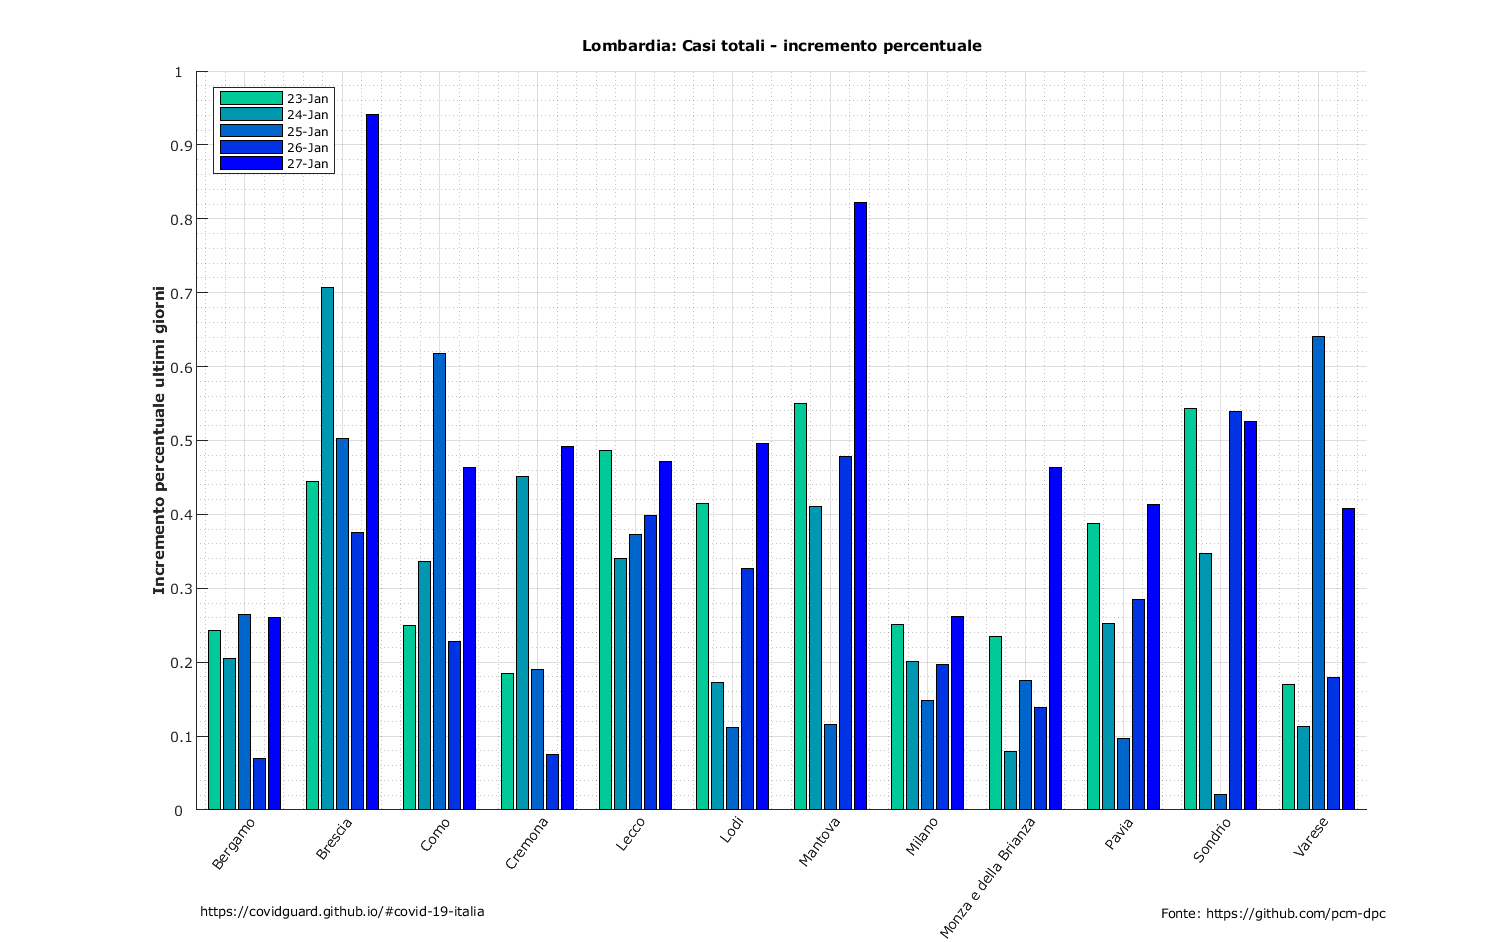 Lombardia: Casi totali - incremento percentuale
Incremento percentuale ultimi giorni
1
0.9
0.8
0.7
0.6
0.5
0.4
0.3
0.2
0.1
0
23-Jan
24-Jan
25-Jan
26-Jan
27-Jan
Bergamo
Brescia
Como
Cremona
Lecco
Lodi
Mantova
Milano
Monza e della Brianza
Pavia
Sondrio
Varese
https://covidguard.github.io/#covid-19-italia
Fonte: https://github.com/pcm-dpc